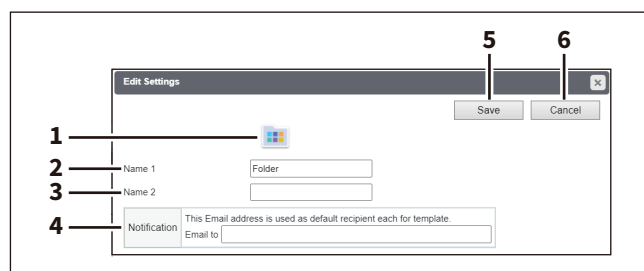 5 6
Edit Settings
Save Cancel
1
2 Name 1 Folder
3 Name 2
4 Notification This Email address is used as default recipient each for template.
Email to